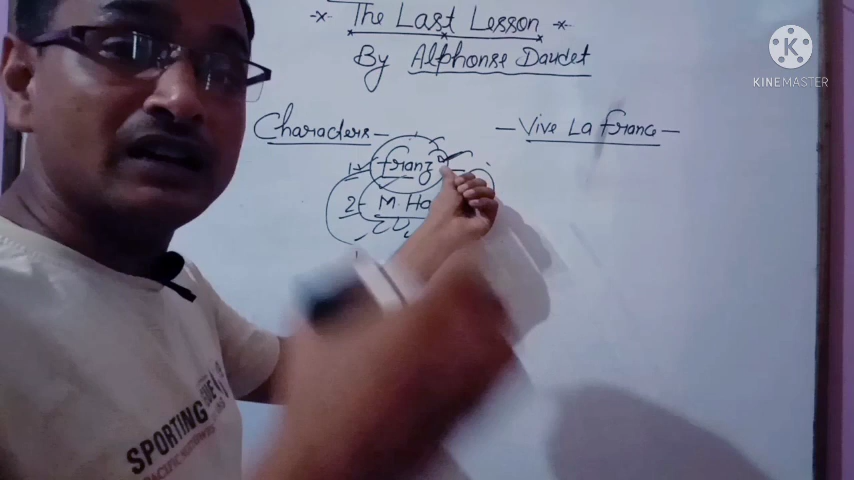 The Last Lesson
By Alphonse Daudet
Characters -
- Vive La France -
1- Franz
2- M. Ha
SPORTING
KINEMASTER